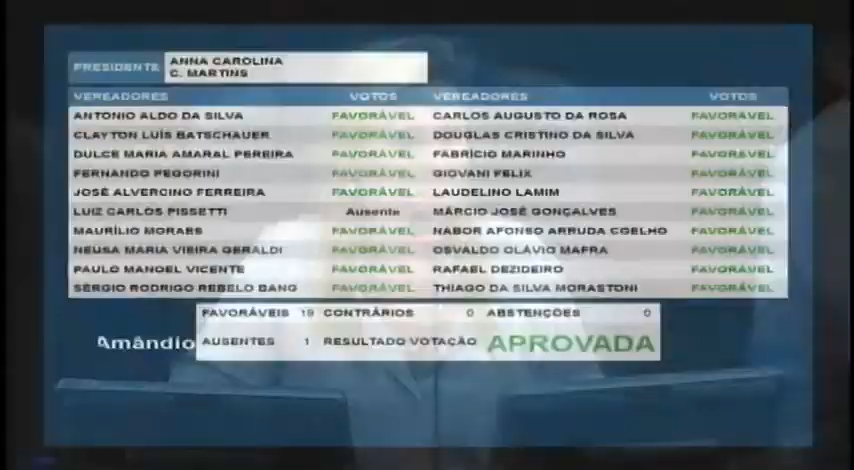 PRESIDENTE ANNA CAROLINA
C. MARTINS
VEREADORES VOTOS VEREADORES VOTOS
ANTONIO ALDO DA SILVA FAVORÁVEL CARLOS AUGUSTO DA ROSA FAVORÁVEL
CLAYTON LUÍS BATSCHAUER FAVORÁVEL DOUGLAS CRISTINO DA SILVA FAVORÁVEL
DULCE MARIA AMARAL PEREIRA FAVORÁVEL FABRÍCIO MARINHO FAVORÁVEL
FERNANDO PEGORINI FAVORÁVEL GIOVANI FELIX FAVORÁVEL
JOSÉ ALVERCINO FERREIRA FAVORÁVEL LAUDELINO LAMIM FAVORÁVEL
LUIZ CARLOS PISSETTI Ausente MÁRCIO JOSÉ GONÇALVES FAVORÁVEL
MAURÍLIO MORAES FAVORÁVEL NABOR AFONSO ARRUDA COELHO FAVORÁVEL
NEUSA MARIA VIEIRA GERALDI FAVORÁVEL OSVALDO OLÁVIO MAFRA FAVORÁVEL
PAULO MANOEL VICENTE FAVORÁVEL RAFAEL DEZIDEIRO FAVORÁVEL
SÉRGIO RODRIGO REBELO BANG FAVORÁVEL THIAGO DA SILVA MORASTONI FAVORÁVEL
FAVORÁVEIS 19 CONTRÁRIOS 0 ABSTENÇÕES 0
Amândio AUSENTES 1 RESULTADO VOTAÇÃO APROVADA